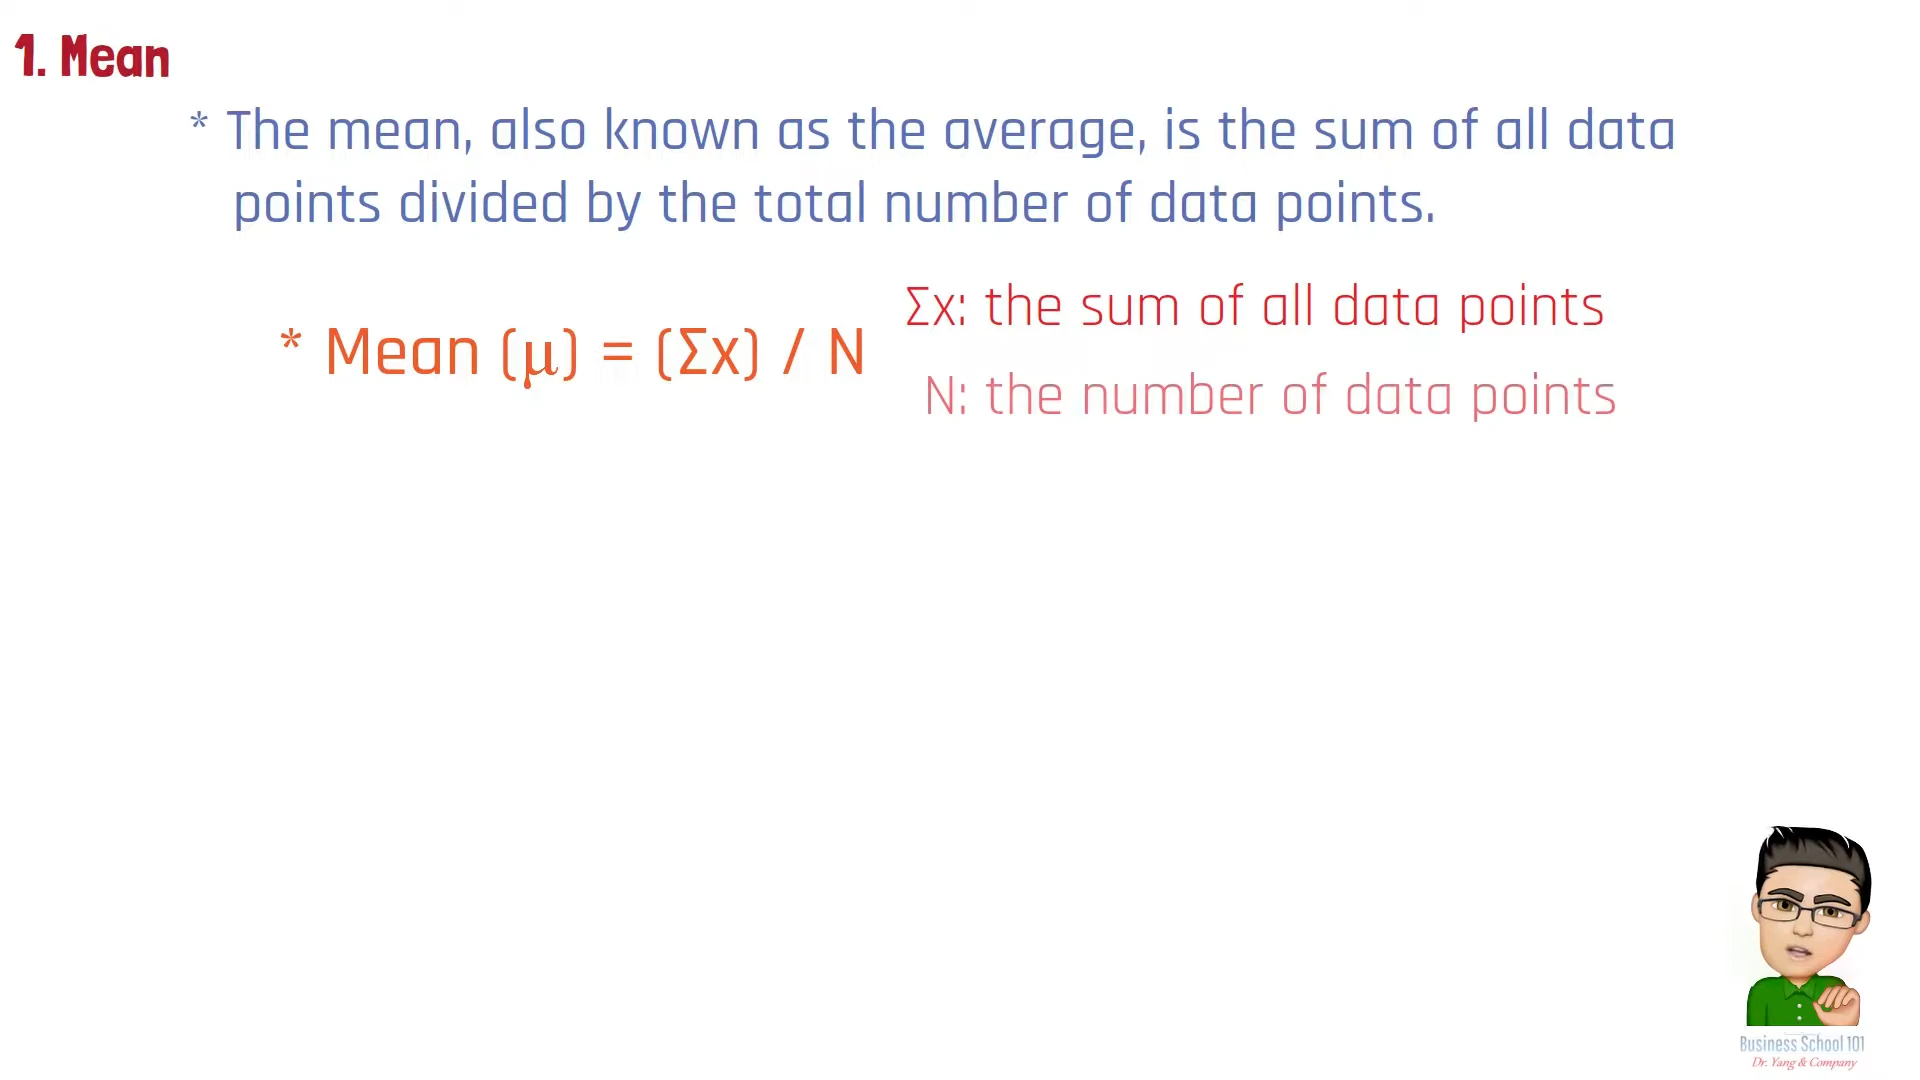 1. Mean
* The mean, also known as the average, is the sum of all data
points divided by the total number of data points.
* Mean (μ) = (Σx) / N
Σx: the sum of all data points
N: the number of data points
Business School 101
Dr. Yang & Company